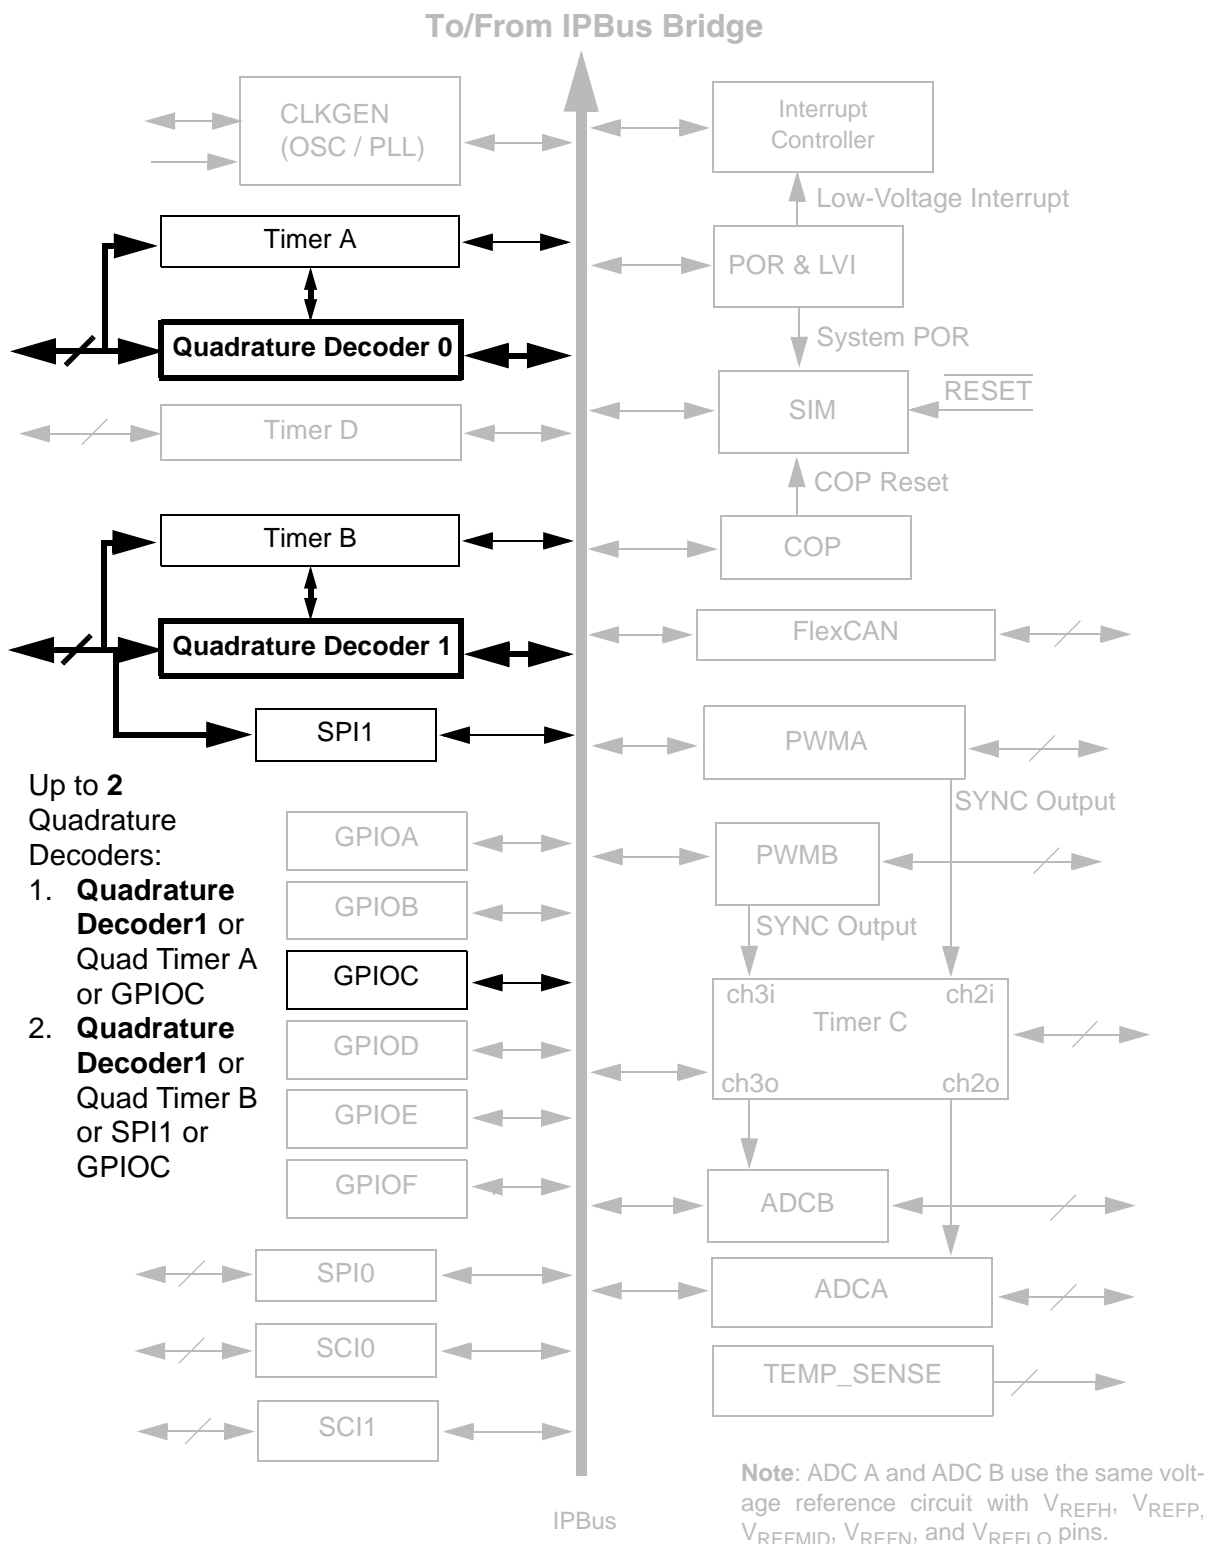 To/From IPBus Bridge
CLKGEN
(OSC / PLL)
Interrupt
Controller
Low-Voltage Interrupt
Timer A
POR & LVI
System POR
Quadrature Decoder 0
RESET
SIM
Timer D
COP Reset
Timer B
COP
FlexCAN
Quadrature Decoder 1
SPI1
PWMA
SYNC Output
Up to 2
Quadrature
Decoders:
1. Quadrature
Decoder1 or
Quad Timer A
or GPIOC
2. Quadrature
Decoder1 or
Quad Timer B
or SPI1 or
GPIOC
GPIOA
GPIOB
GPIOC
GPIOD
GPIOE
GPIOF
PWMB
SYNC Output
ch3i ch2i
Timer C
ch3o ch2o
ADCB
SPI0
ADCA
SCI0
TEMP_SENSE
SCI1
Note: ADC A and ADC B use the same volt-
age reference circuit with VREFH, VREFP,
VREFMID, VREFN, and VREFLO pins.
IPBus